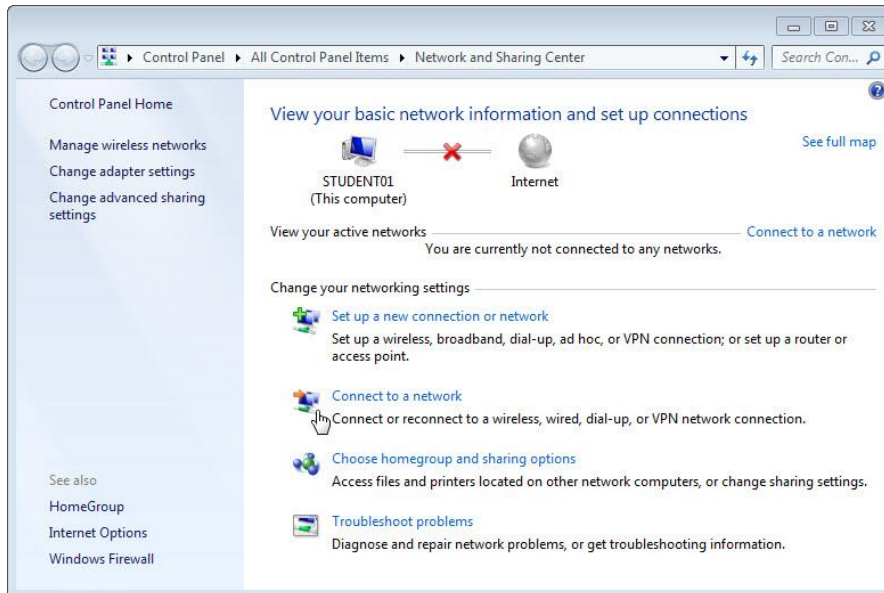 Control Panel ▸ All Control Panel Items ▸ Network and Sharing Center
Search Con...
Control Panel Home
Manage wireless networks
Change adapter settings
Change advanced sharing
settings
See also
HomeGroup
Internet Options
Windows Firewall
View your basic network information and set up connections
See full map
STUDENT01
(This computer)
Internet
View your active networks
Connect to a network
You are currently not connected to any networks.
Change your networking settings
Set up a new connection or network
Set up a wireless, broadband, dial-up, ad hoc, or VPN connection; or set up a router or
access point.
Connect to a network
Connect or reconnect to a wireless, wired, dial-up, or VPN network connection.
Choose homegroup and sharing options
Access files and printers located on other network computers, or change sharing settings.
Troubleshoot problems
Diagnose and repair network problems, or get troubleshooting information.